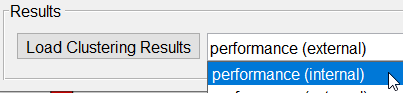 Results
Load Clustering Results
performance (external)
performance (internal)